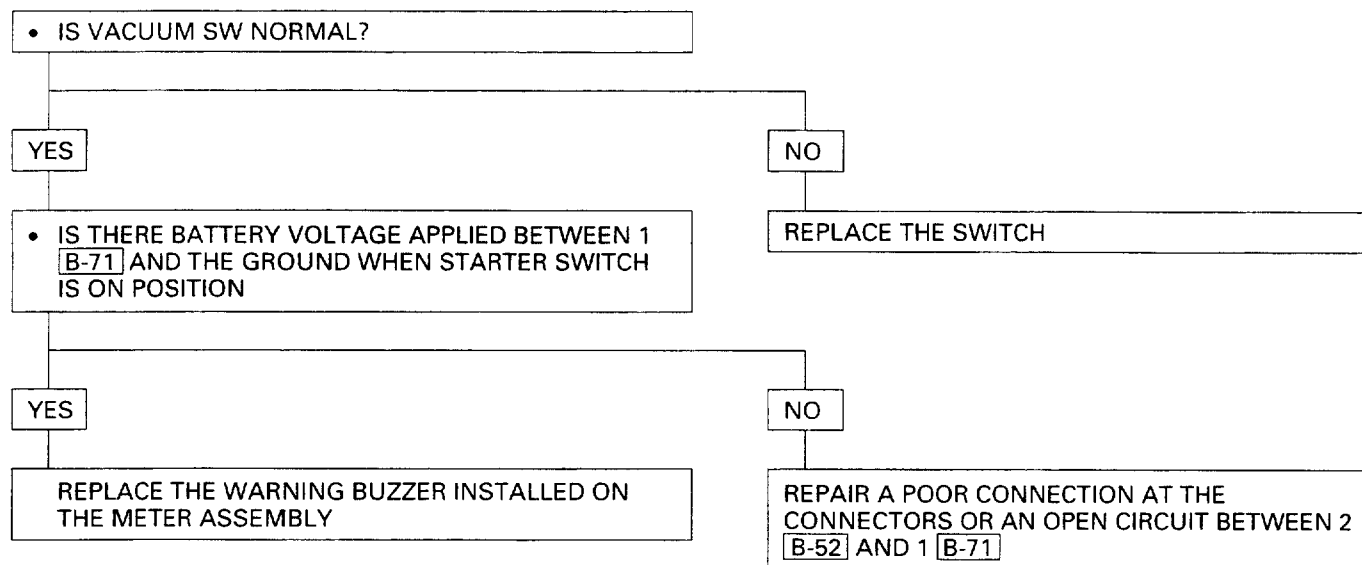 • IS VACUUM SW NORMAL?
YES
NO
• IS THERE BATTERY VOLTAGE APPLIED BETWEEN 1
B-71 AND THE GROUND WHEN STARTER SWITCH
IS ON POSITION
REPLACE THE SWITCH
YES
NO
REPLACE THE WARNING BUZZER INSTALLED ON
THE METER ASSEMBLY
REPAIR A POOR CONNECTION AT THE
CONNECTORS OR AN OPEN CIRCUIT BETWEEN 2
B-52 AND 1 B-71